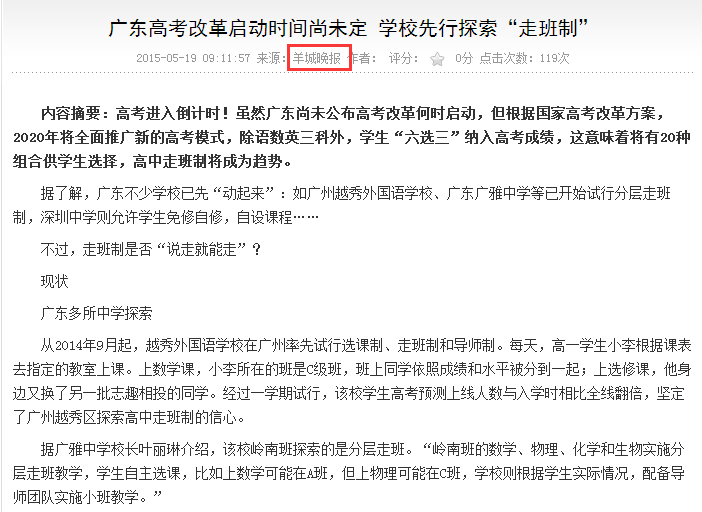 广东高考改革启动时间尚未定 学校先行探索“走班制”
2015-05-19 09:11:57 来源：羊城晚报 作者： 评分： 0分 点击次数：119次
内容摘要：高考进入倒计时！虽然广东尚未公布高考改革何时启动，但根据国家高考改革方案，
2020年将全面推广新的高考模式，除语数英三科外，学生“六选三”纳入高考成绩，这意味着将有20种
组合供学生选择，高中走班制将成为趋势。
据了解，广东不少学校已先“动起来”：如广州越秀外国语学校、广东广雅中学等已开始试行分层走班
制，深圳中学则允许学生免修自修，自设课程……
不过，走班制是否“说走就能走”？
现状
广东多所中学探索
从2014年9月起，越秀外国语学校在广州率先试行选课制、走班制和导师制。每天，高一学生小李根据课表
去指定的教室上课。上数学课，小李所在的班是C级班，班上同学依照成绩和水平被分到一起；上选修课，他身
边又换了另一批志趣相投的同学。经过一学期试行，该校学生高考预测上线人数与入学时相比全线翻倍，坚定
了广州越秀区探索高中走班制的信心。
据广雅中学校长叶丽琳介绍，该校岭南班探索的是分层走班。“岭南班的数学、物理、化学和生物实施分
层走班教学，学生自主选课，比如上数学可能在A班，但上物理可能在C班，学校则根据学生实际情况，配备导
师团队实施小班教学。”